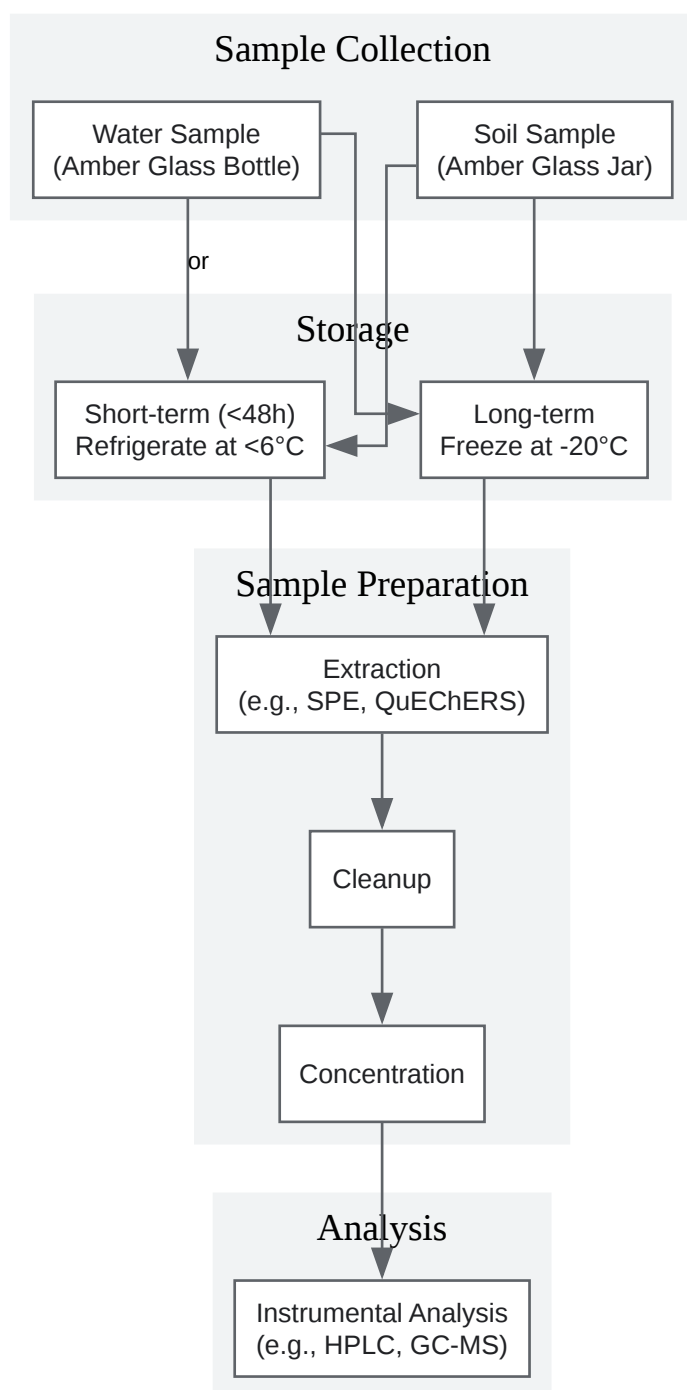 Sample Collection
Water Sample
(Amber Glass Bottle)
Soil Sample
(Amber Glass Jar)
or
Storage
Short-term (<48h)
Refrigerate at <6°C
Long-term
Freeze at -20°C
Sample Preparation
Extraction
(e.g., SPE, QuEChERS)
Cleanup
Concentration
Analysis
Instrumental Analysis
(e.g., HPLC, GC-MS)